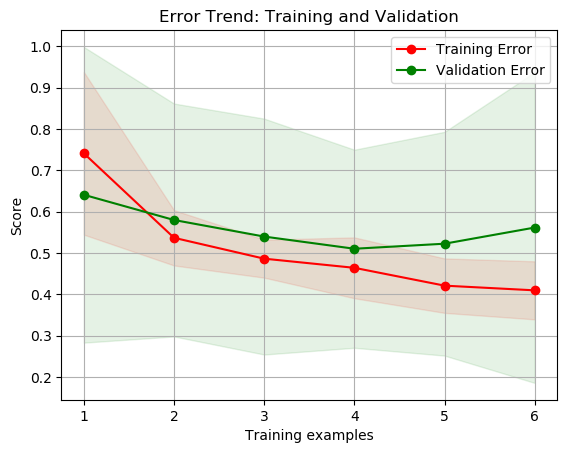 Error Trend: Training and Validation
Training Error
Validation Error
Score
1.0
0.9
0.8
0.7
0.6
0.5
0.4
0.3
0.2
1 2 3 4 5 6
Training examples